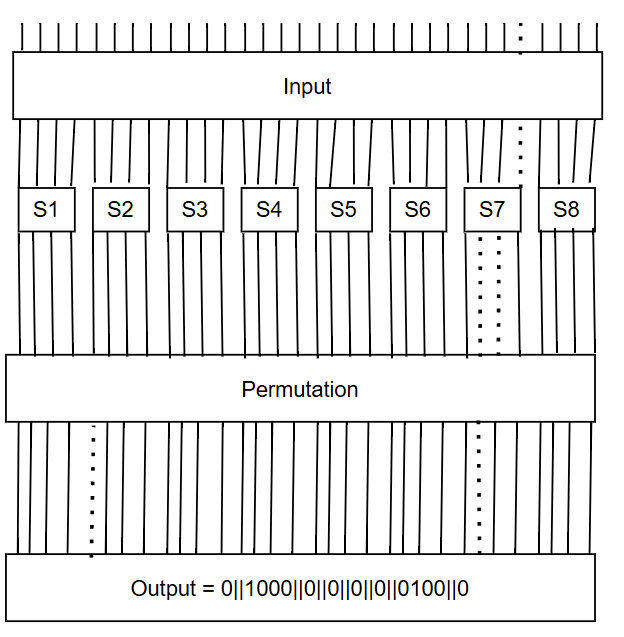 Input
S1 S2 S3 S4 S5 S6 S7 S8
Permutation
Output = 0||1000||0||0||0||0||0100||0